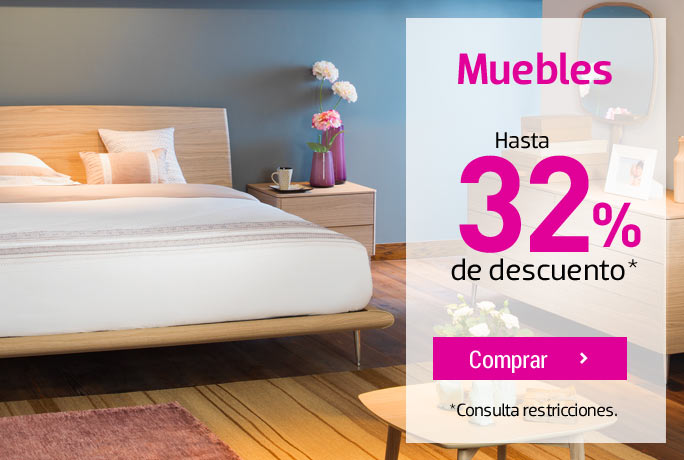 Muebles
Hasta
32%
de descuento*
Comprar
*Consulta restricciones.